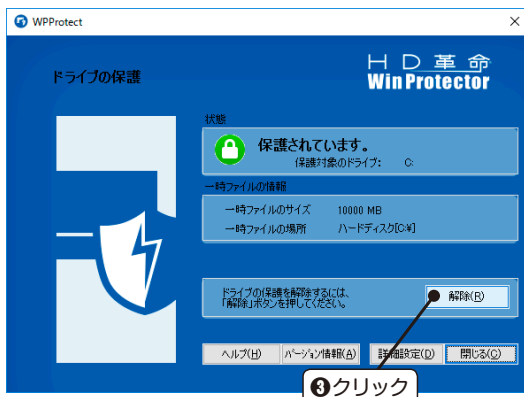 WPProtect
ドライブの保護
HD革命
WinProtector
状態
保護されています。
保護対象のドライブ: C:
一時ファイルの情報
一時ファイルのサイズ 10000 MB
一時ファイルの場所 ハードディスク[C:¥]
ドライブの保護を解除するには、
「解除」ボタンを押してください。
解除(R)
ヘルプ(H) バージョン情報(A) 詳細設定(D) 閉じる(C)
❸クリック